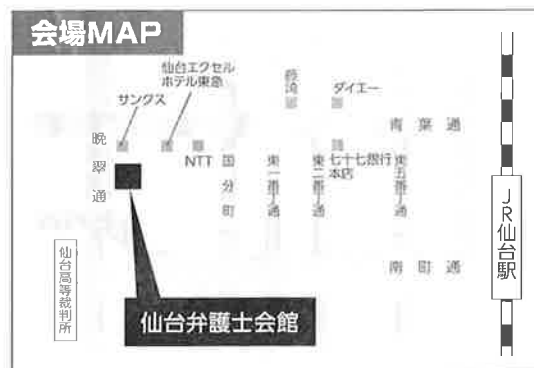 会場MAP
仙台エクセル
ホテル東急
サンクス
藤崎
ダイエー
青葉通
晩翠通
NTT
国分町
東一番丁通
東二番丁通
七十七銀行
本店
東五番丁通
JR仙台駅
南町通
仙台高等裁判所
仙台弁護士会館